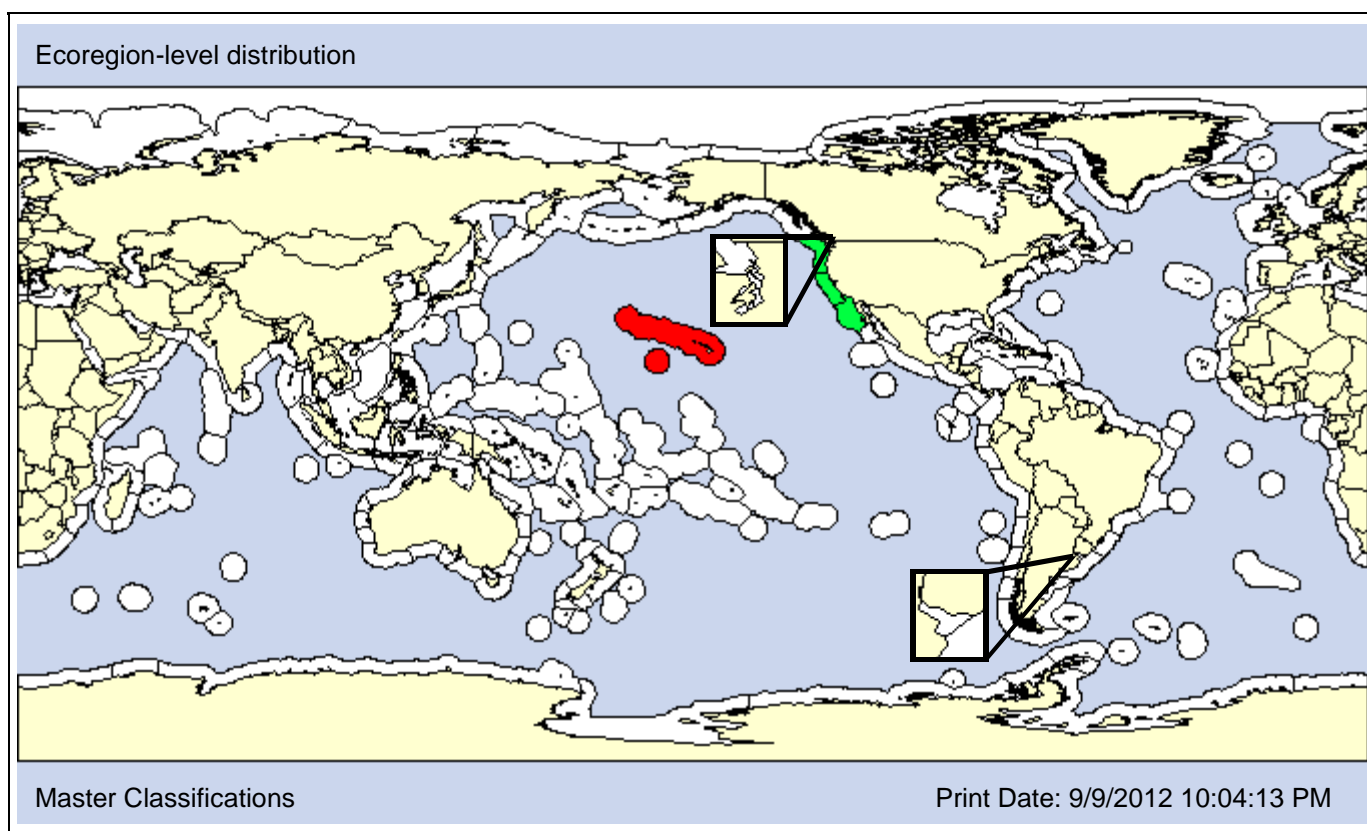 Ecoregion-level distribution
Master Classifications
Print Date: 9/9/2012 10:04:13 PM